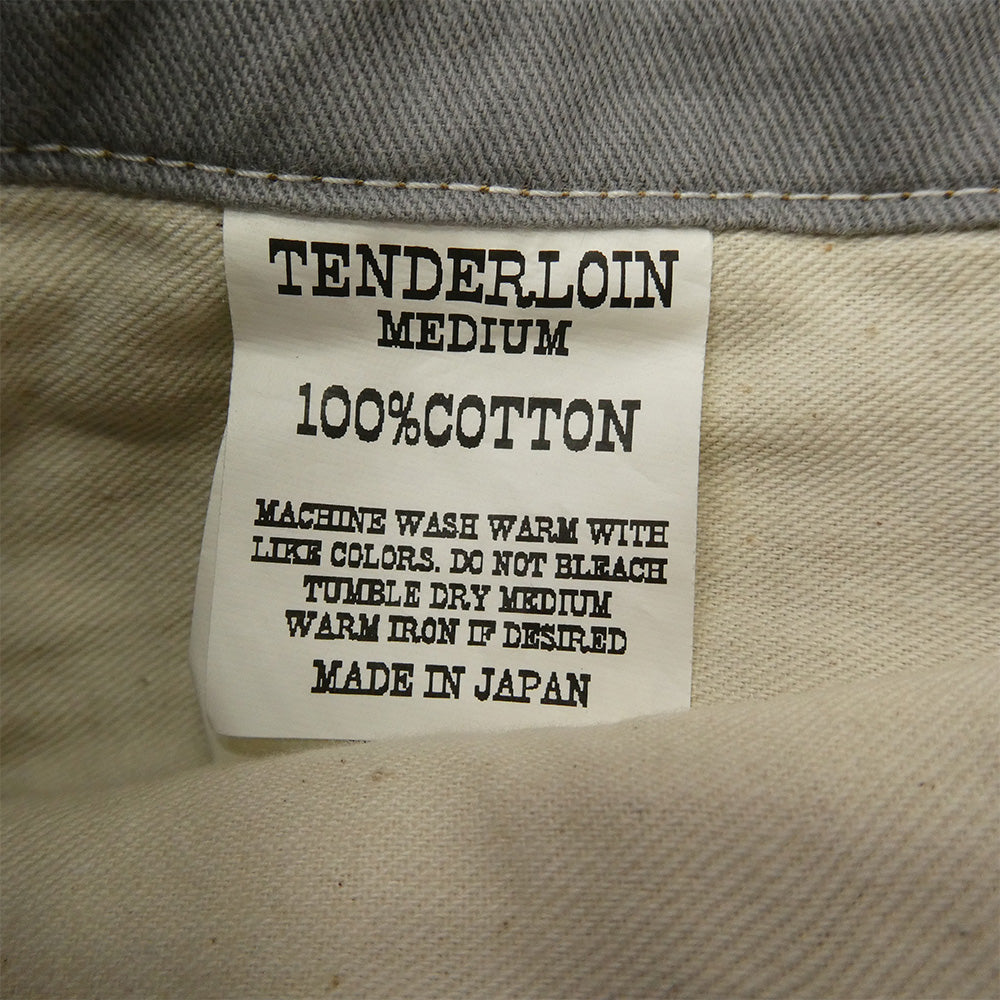 TENDERLOIN
MEDIUM
100%COTTON
MACHINE WASH WARM WITH
LIKE COLORS. DO NOT BLEACH
TUMBLE DRY MEDIUM
WARM IRON IF DESIRED
MADE IN JAPAN